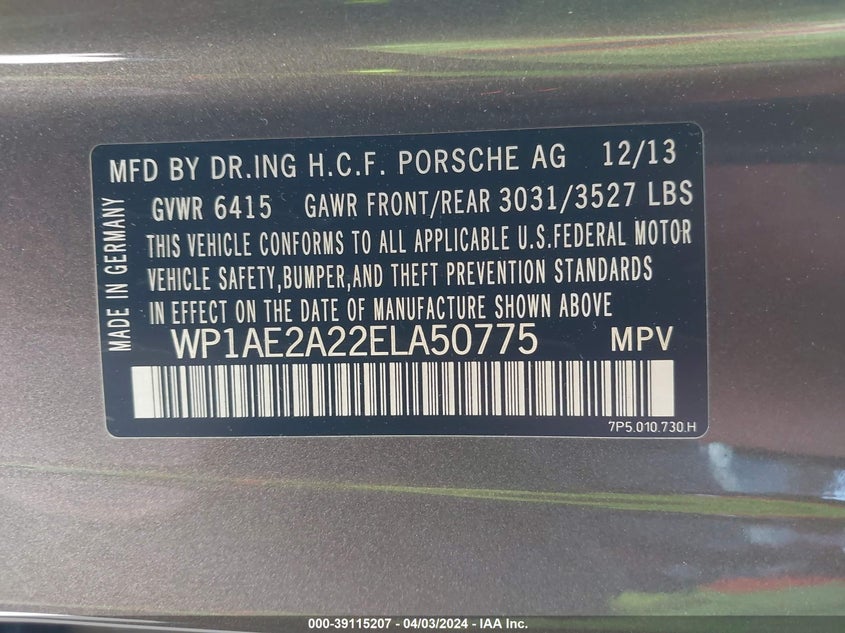 MFD BY DR.ING H.C.F. PORSCHE AG 12/13
GVWR 6415 GAWR FRONT/REAR 3031/3527 LBS
THIS VEHICLE CONFORMS TO ALL APPLICABLE U.S.FEDERAL MOTOR
VEHICLE SAFETY,BUMPER,AND THEFT PREVENTION STANDARDS
IN EFFECT ON THE DATE OF MANUFACTURE SHOWN ABOVE
MADE IN GERMANY
WP1AE2A22ELA50775 MPV
7P5.010.730.H
000-39115207 - 04/03/2024 - IAA Inc.